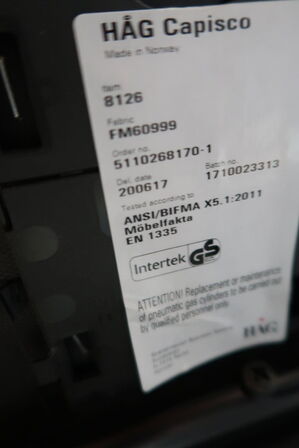 HÅG Capisco
Made in Norway
Item
8126
Fabric
FM60999
Order no.
5110268170-1
Del. date Batch no
200617 1710023313
Tested according to
ANSI/BIFMA X5.1:2011
Möbelfakta
EN 1335
Intertek GS
ATTENTION! Replacement or maintenance
of pneumatic gas cylinders to be carried out
by qualified personnel only.
HÅG